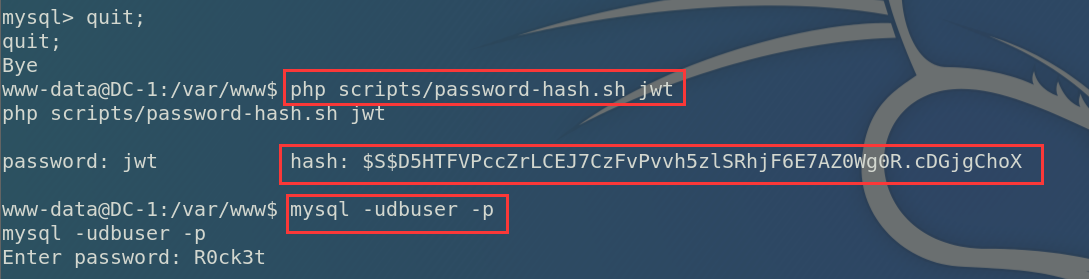 mysql> quit;
quit;
Bye
www-data@DC-1:/var/www$ php scripts/password-hash.sh jwt
php scripts/password-hash.sh jwt
password: jwt hash: $S$D5HTFVPccZrLCEJ7CzFvPvvh5zlSRhjF6E7AZ0Wg0R.cDGjgChoX
www-data@DC-1:/var/www$ mysql -udbuser -p
mysql -udbuser -p
Enter password: R0ck3t